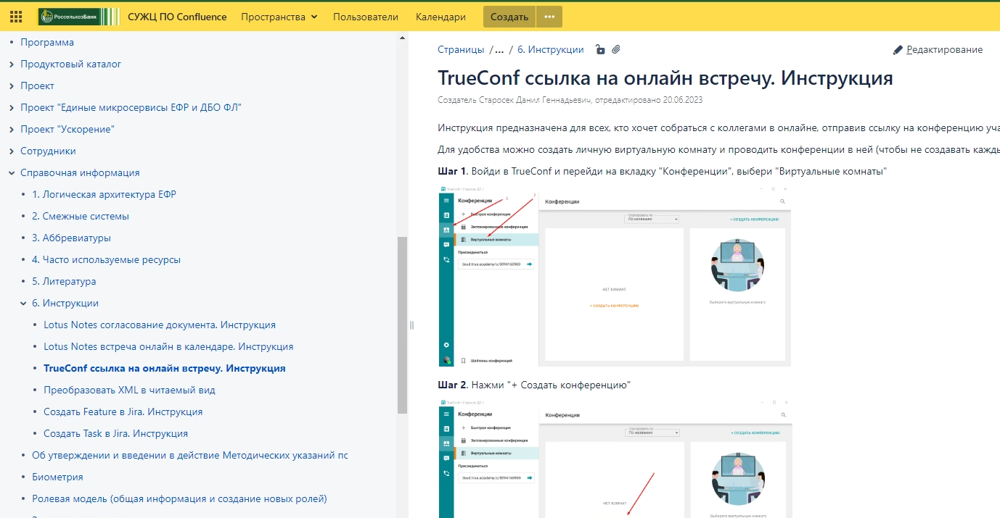 РоссельхозБанк СУЖЦ ПО Confluence Пространства Пользователи Календари Создать •••
Программа
Продуктовый каталог
Проект
Проект "Единые микросервисы ЕФР и ДБО ФЛ"
Проект "Ускорение"
Сотрудники
Справочная информация
1. Логическая архитектура ЕФР
2. Смежные системы
3. Аббревиатуры
4. Часто используемые ресурсы
5. Литература
6. Инструкции
Lotus Notes согласование документа. Инструкция
Lotus Notes встреча онлайн в календаре. Инструкция
TrueConf ссылка на онлайн встречу. Инструкция
Преобразовать XML в читаемый вид
Создать Feature в Jira. Инструкция
Создать Task в Jira. Инструкция
Об утверждении и введении в действие Методических указаний пс
Биометрия
Ролевая модель (общая информация и создание новых ролей)
Страницы /... / 6. Инструкции
Редактирование
TrueConf ссылка на онлайн встречу. Инструкция
Создатель Старосек Данил Геннадьевич, отредактировано 20.06.2023
Инструкция предназначена для всех, кто хочет собраться с коллегами в онлайне, отправив ссылку на конференцию уча
Для удобства можно создать личную виртуальную комнату и проводить конференции в ней (чтобы не создавать кажды
Шаг 1. Войди в TrueConf и перейди на вкладку "Конференции", выбери "Виртуальные комнаты"
Конференции
1
2
Быстрая конференция
Запланированные конференции
Виртуальные комнаты
Присоединиться
Шаблоны конференций
Конференции
Сортировать по
По названию
+ СОЗДАТЬ КОНФЕРЕНЦИЮ
НЕТ КОМНАТ
+ СОЗДАТЬ КОНФЕРЕНЦИЮ
Выберите виртуальную комнату
Шаг 2. Нажми "+ Создать конференцию"
Конференции
Быстрая конференция
Запланированные конференции
Виртуальные комнаты
Присоединиться
Конференции
Сортировать по
По названию
+ СОЗДАТЬ КОНФЕРЕНЦИЮ
НЕТ КОМНАТ
Выберите виртуальную комнату